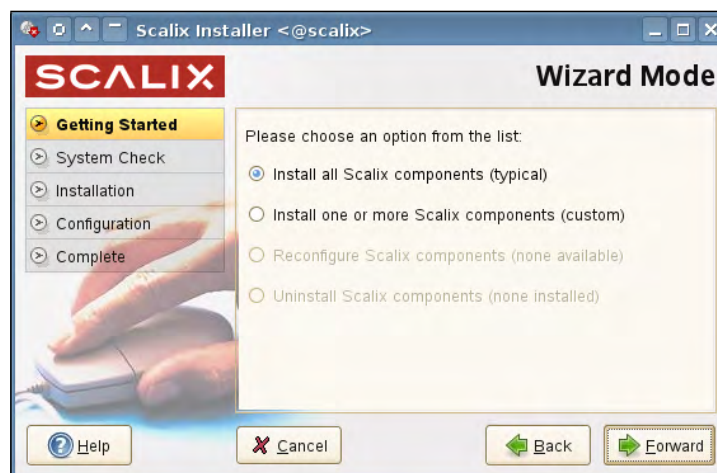 Scalix Installer <@scalix>
SCALIX
Wizard Mode
Getting Started
System Check
Installation
Configuration
Complete
Please choose an option from the list:
Install all Scalix components (typical)
Install one or more Scalix components (custom)
Reconfigure Scalix components (none available)
Uninstall Scalix components (none installed)
Help
Cancel
Back
Forward